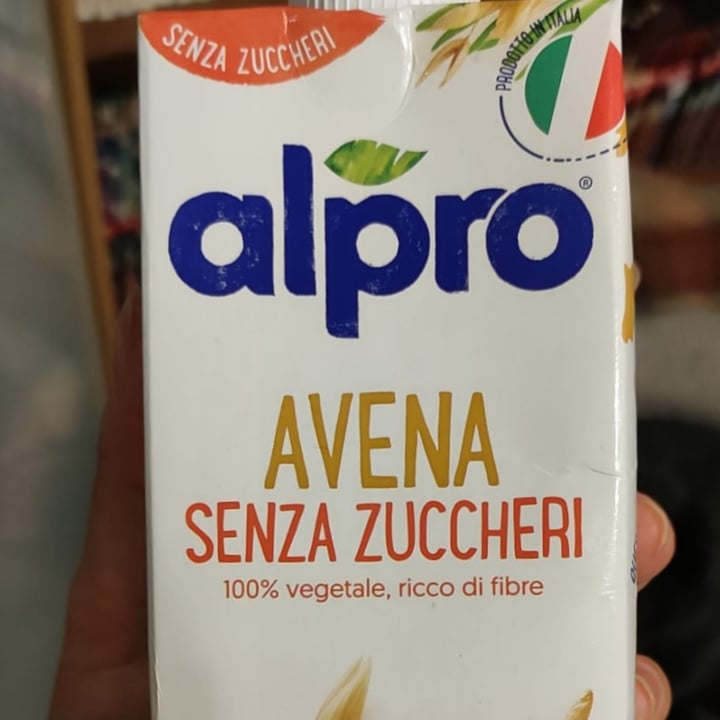 SENZA ZUCCHERI
PRODOTTO IN ITALIA
alpro®
AVENA
SENZA ZUCCHERI
100% vegetale, ricco di fibre